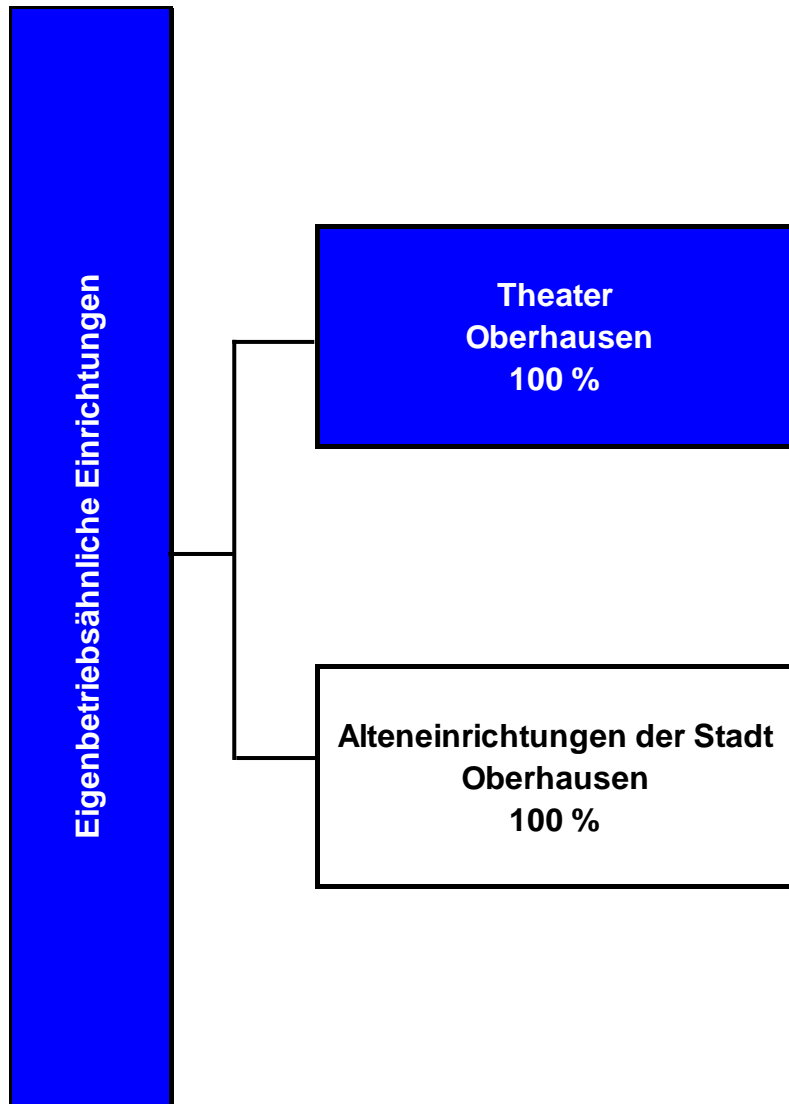 Eigenbetriebsähnliche Einrichtungen
Theater
Oberhausen
100 %
Alteneinrichtungen der Stadt
Oberhausen
100 %